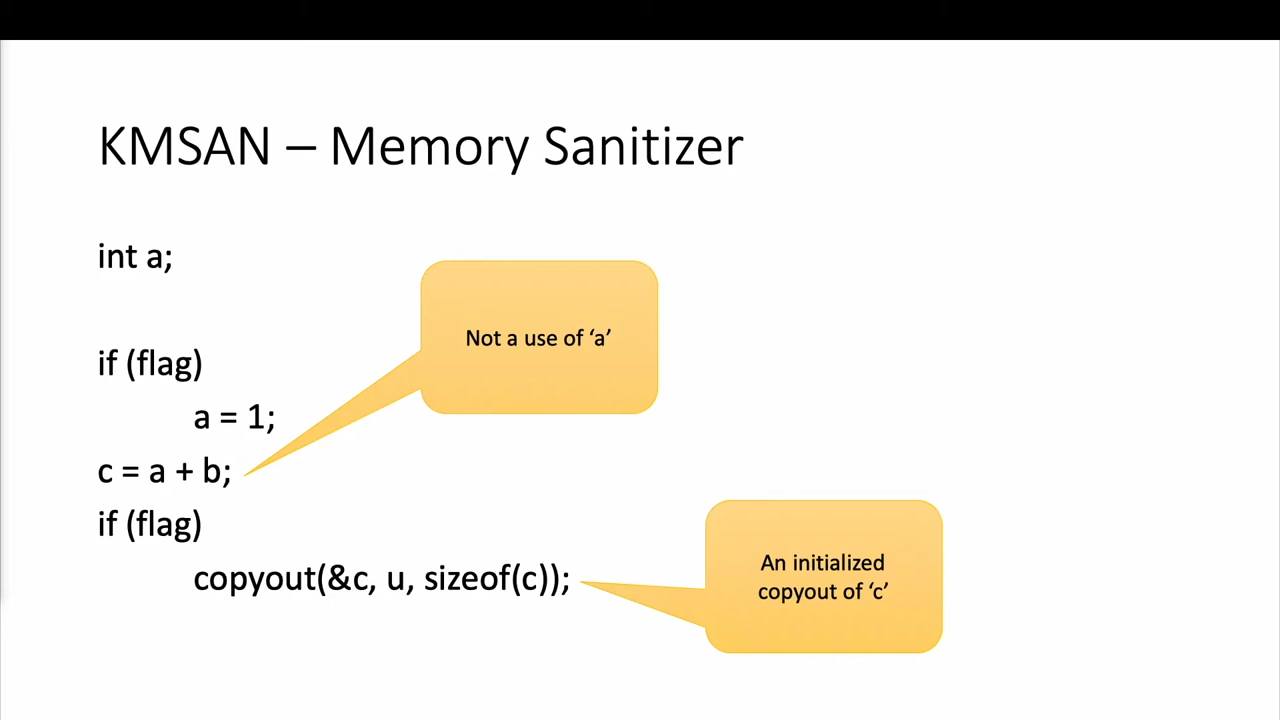 KMSAN – Memory Sanitizer
int a;
if (flag)
a = 1;
c = a + b;
if (flag)
copyout(&c, u, sizeof(c));
Not a use of ‘a’
An initialized
copyout of ‘c’